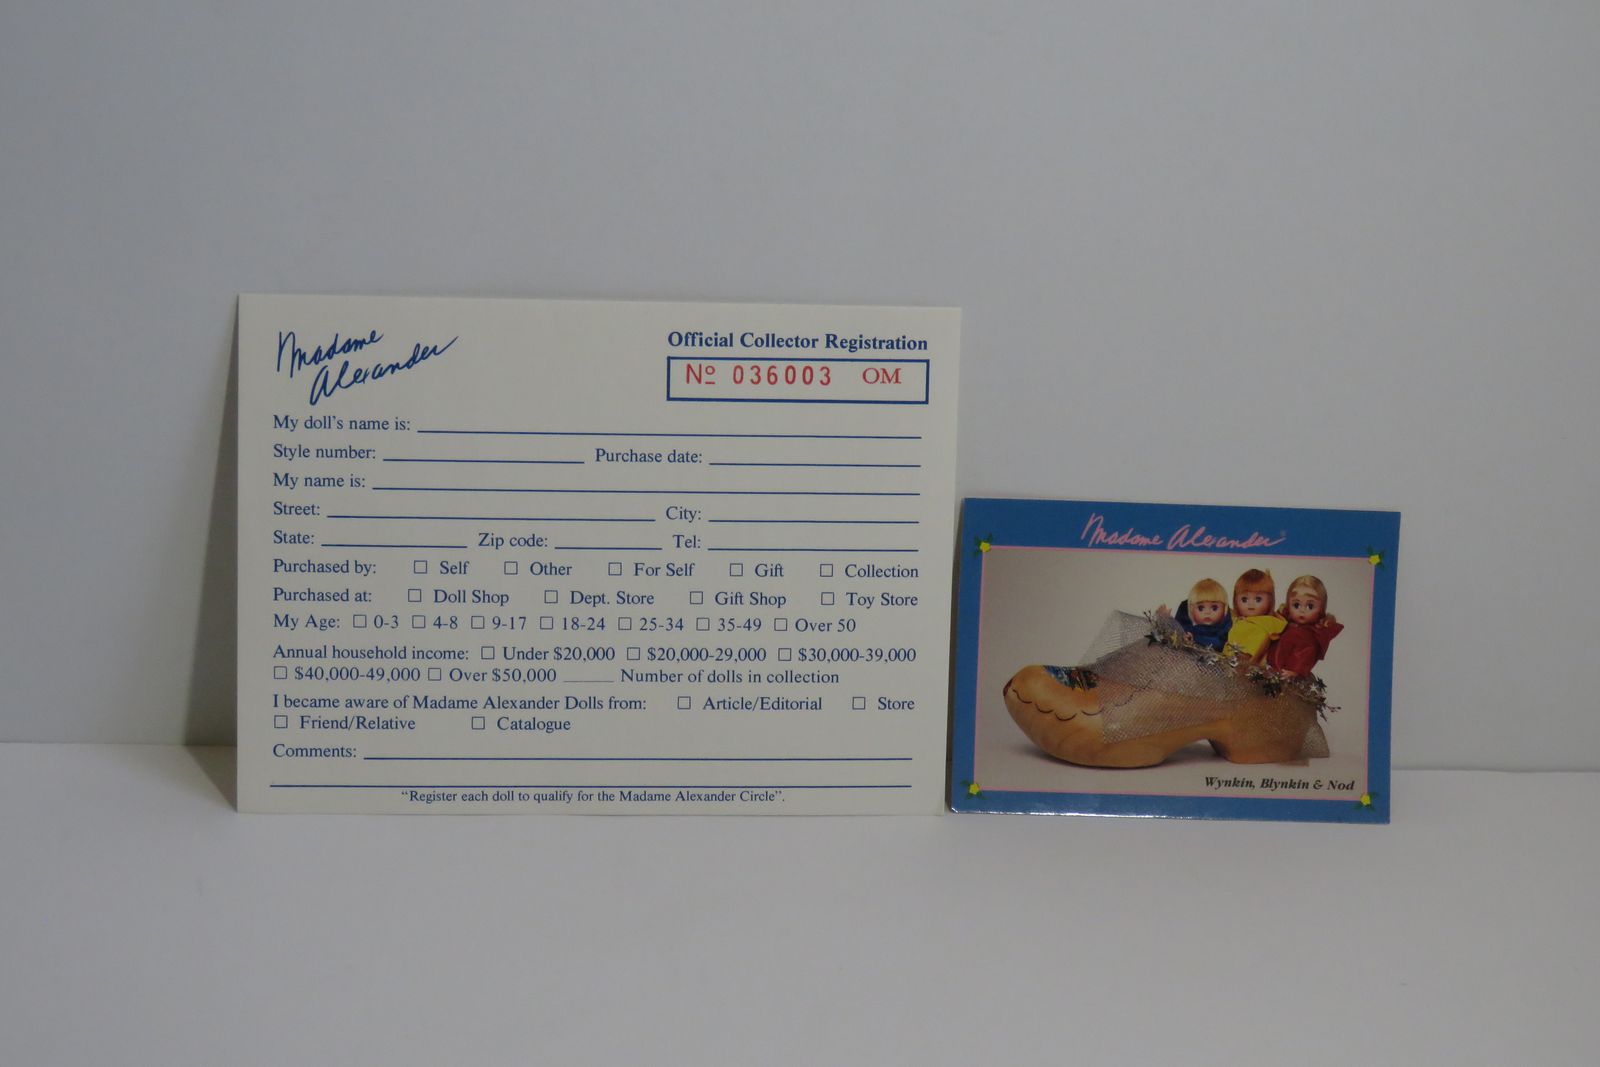 Madame
Alexander
Official Collector Registration
Nº 036003 OM
My doll's name is:
Style number: Purchase date:
My name is:
Street: City:
State: Zip code: Tel:
Purchased by: ☐ Self ☐ Other ☐ For Self ☐ Gift ☐ Collection
Purchased at: ☐ Doll Shop ☐ Dept. Store ☐ Gift Shop ☐ Toy Store
My Age: ☐ 0-3 ☐ 4-8 ☐ 9-17 ☐ 18-24 ☐ 25-34 ☐ 35-49 ☐ Over 50
Annual household income: ☐ Under $20,000 ☐ $20,000-29,000 ☐ $30,000-39,000
☐ $40,000-49,000 ☐ Over $50,000 _____ Number of dolls in collection
I became aware of Madame Alexander Dolls from: ☐ Article/Editorial ☐ Store
☐ Friend/Relative ☐ Catalogue
Comments:
"Register each doll to qualify for the Madame Alexander Circle".
Madame Alexander®
Wynkin, Blynkin & Nod